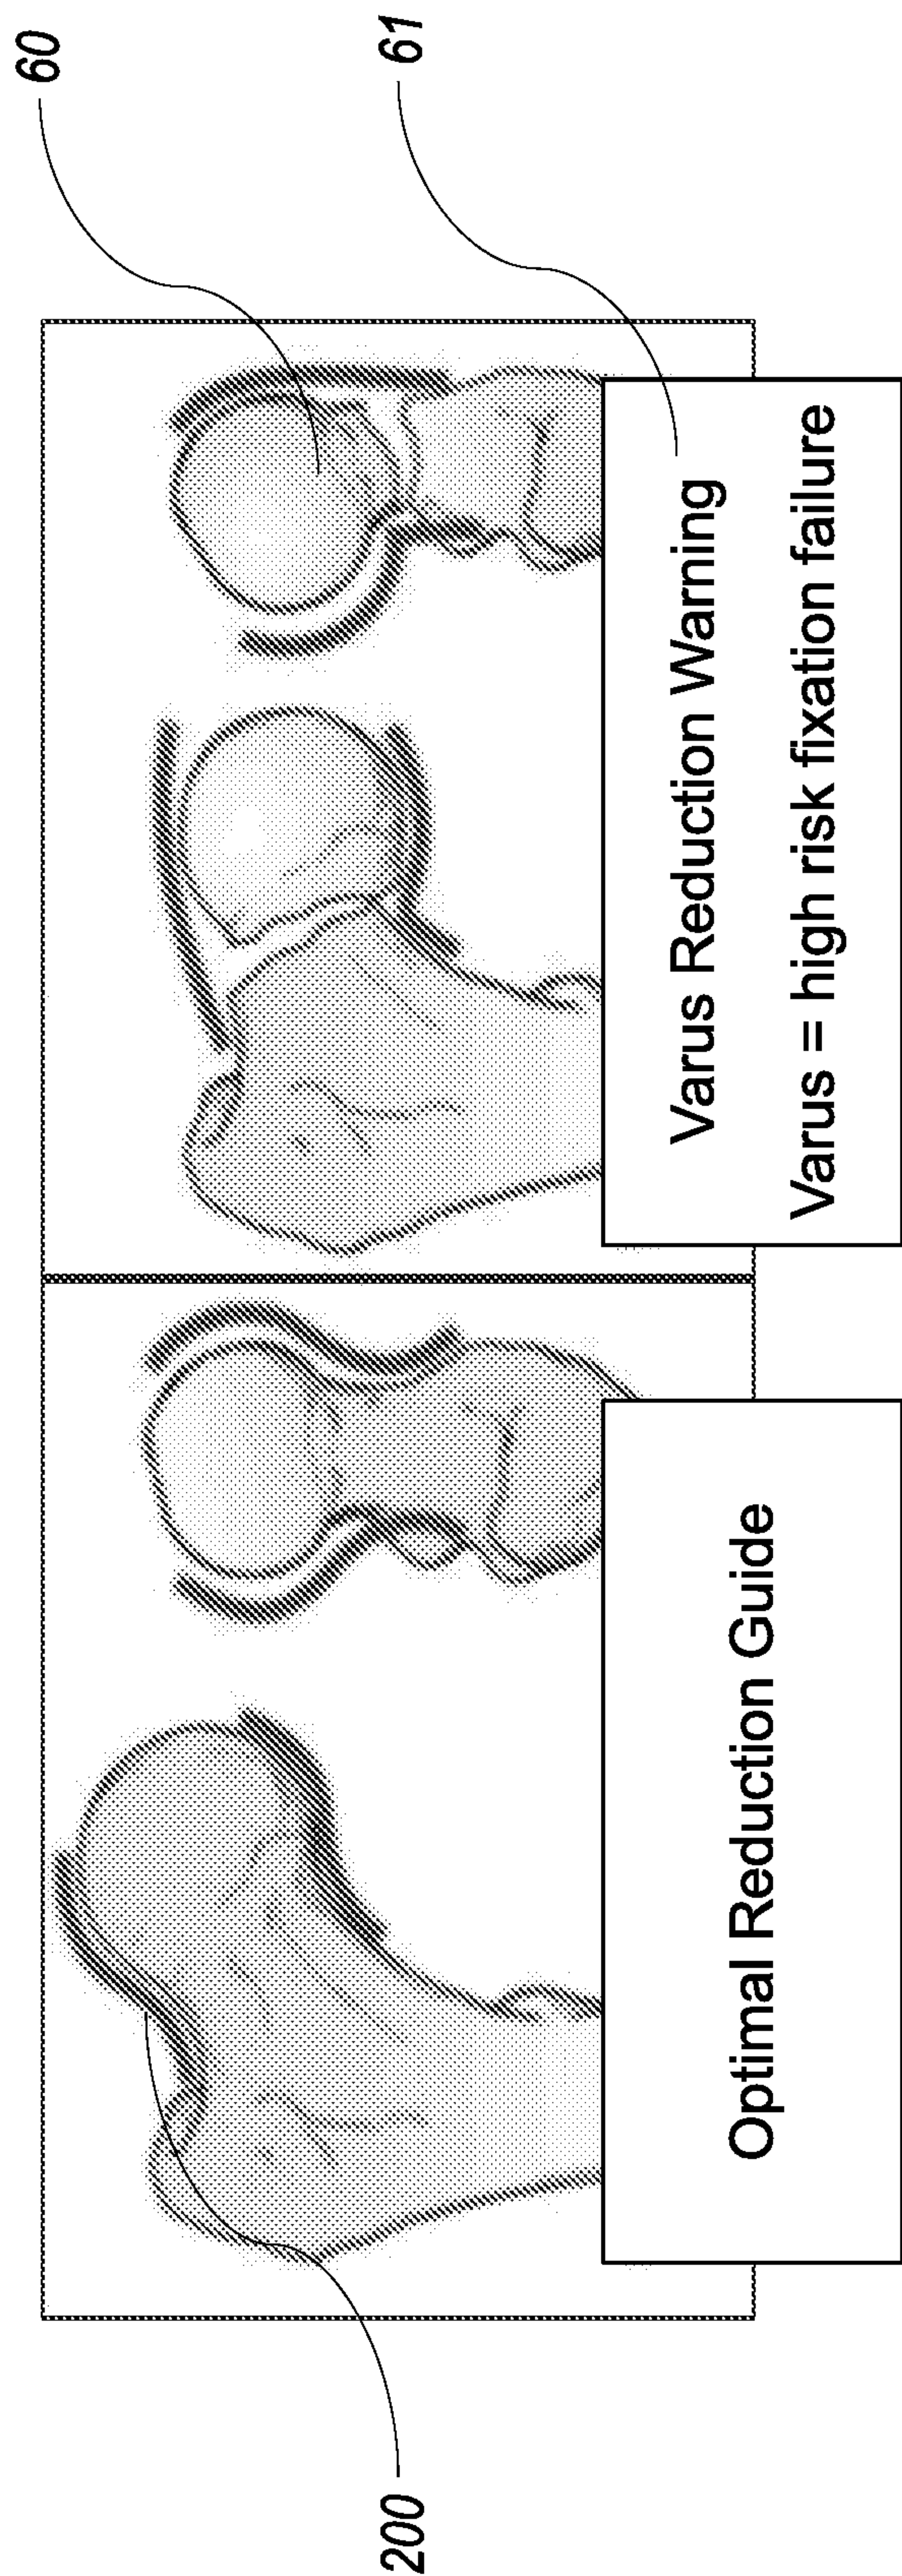 200
Optimal Reduction Guide
60
61
Varus Reduction Warning
Varus = high risk fixation failure